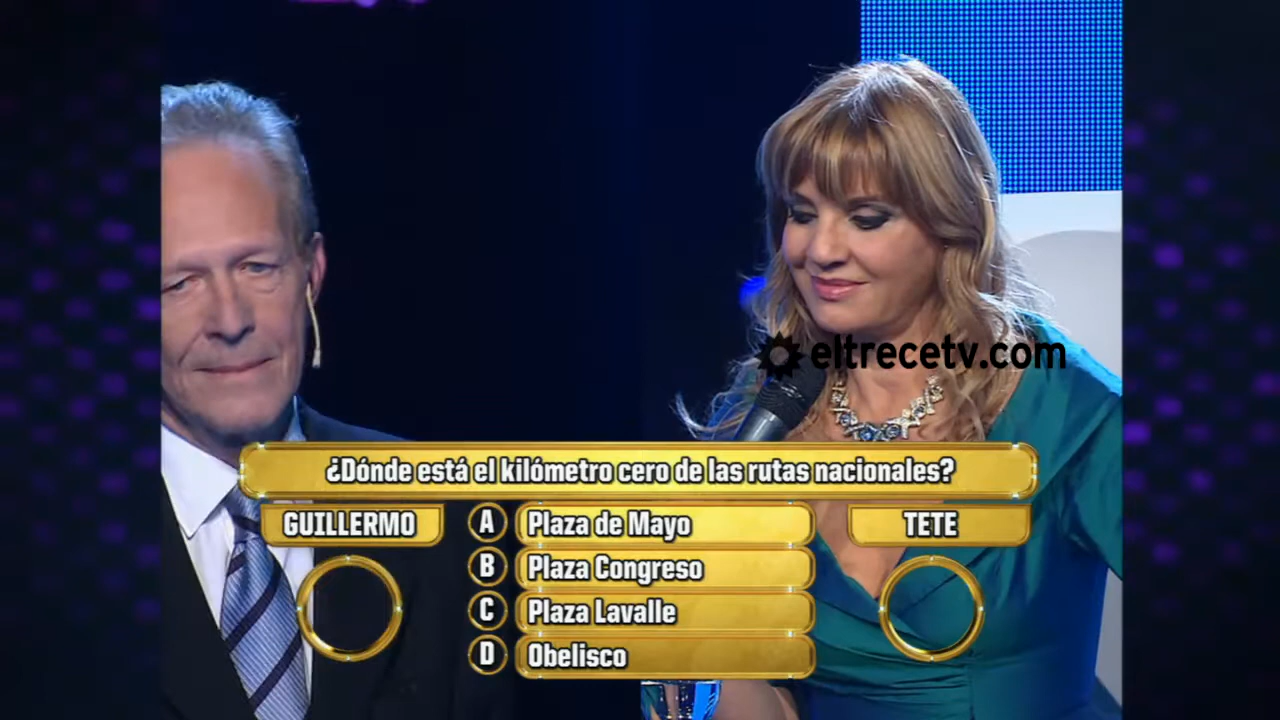 eltrecetv.com
¿Dónde está el kilómetro cero de las rutas nacionales?
GUILLERMO
A Plaza de Mayo
TETE
B Plaza Congreso
C Plaza Lavalle
D Obelisco